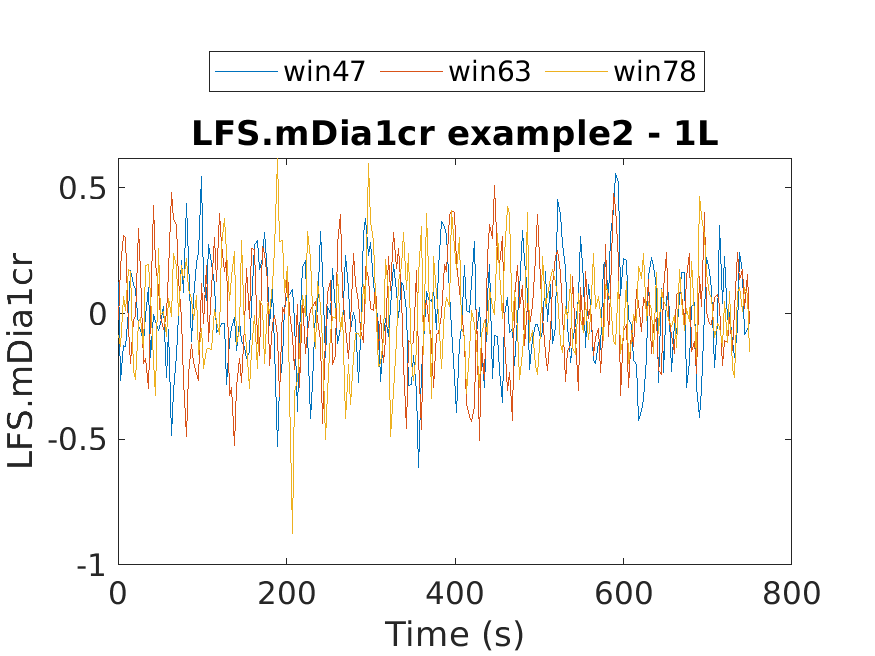 win47 win63 win78
LFS.mDia1cr example2 - 1L
LFS.mDia1cr
0.5
0
-0.5
-1
0 200 400 600 800
Time (s)